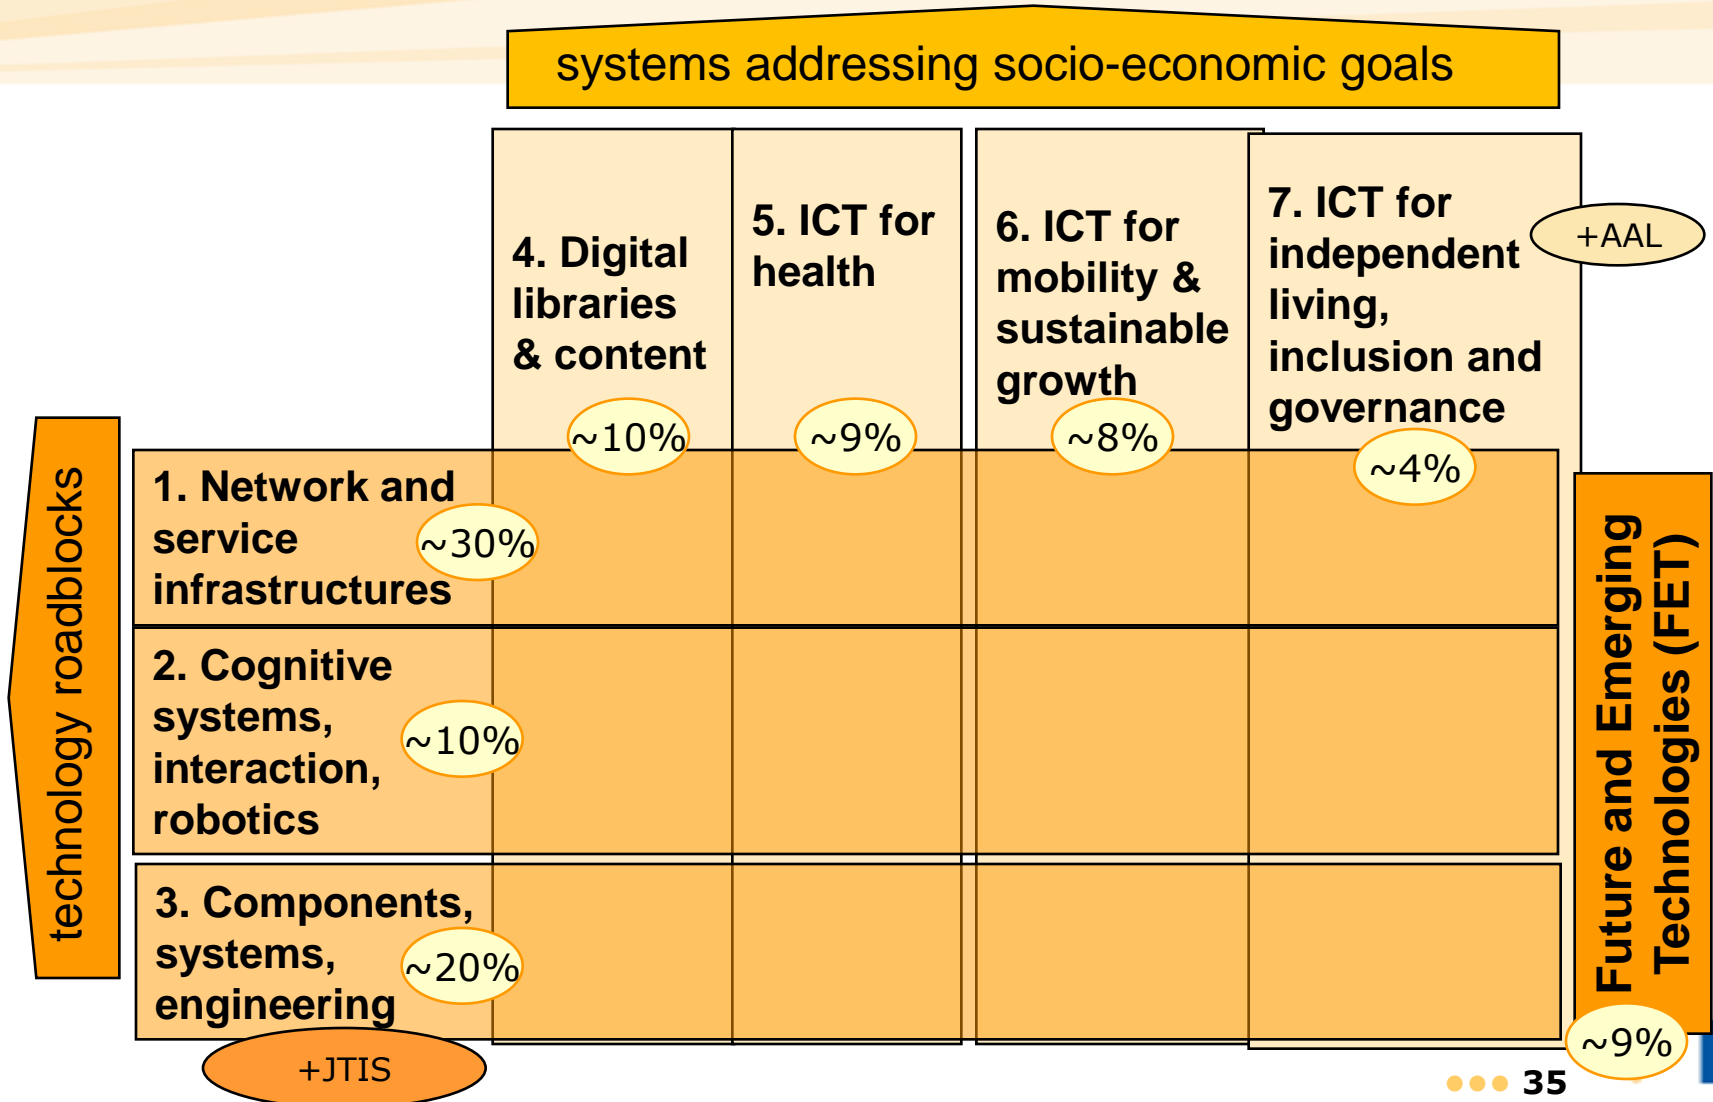 systems addressing socio-economic goals
4. Digital
libraries
& content
~10%
5. ICT for
health
~9%
6. ICT for
mobility &
sustainable
growth
~8%
7. ICT for
independent
living,
inclusion and
governance
~4%
+AAL
technology roadblocks
1. Network and
service
infrastructures
~30%
2. Cognitive
systems,
interaction,
robotics
~10%
3. Components,
systems,
engineering
~20%
+JTIS
Future and Emerging
Technologies (FET)
~9%
35